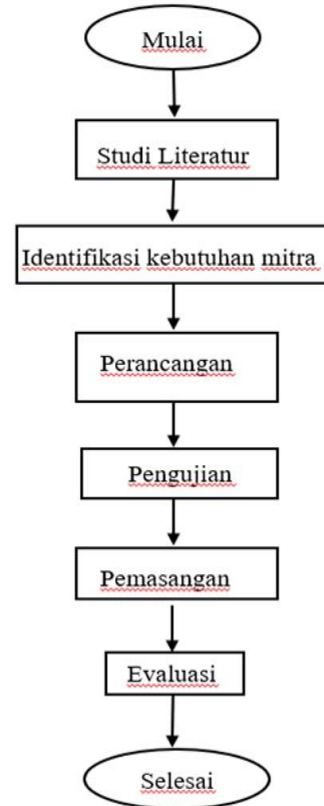 Mulai
Studi Literatur
Identifikasi kebutuhan mitra
Perancangan
Pengujian
Pemasangan
Evaluasi
Selesai